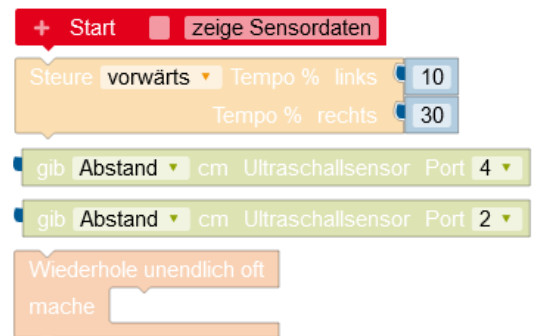 + Start zeige Sensordaten
Steure vorwärts Tempo % links 10
Tempo % rechts 30
gib Abstand cm Ultraschallsensor Port 4
gib Abstand cm Ultraschallsensor Port 2
Wiederhole unendlich oft
mache